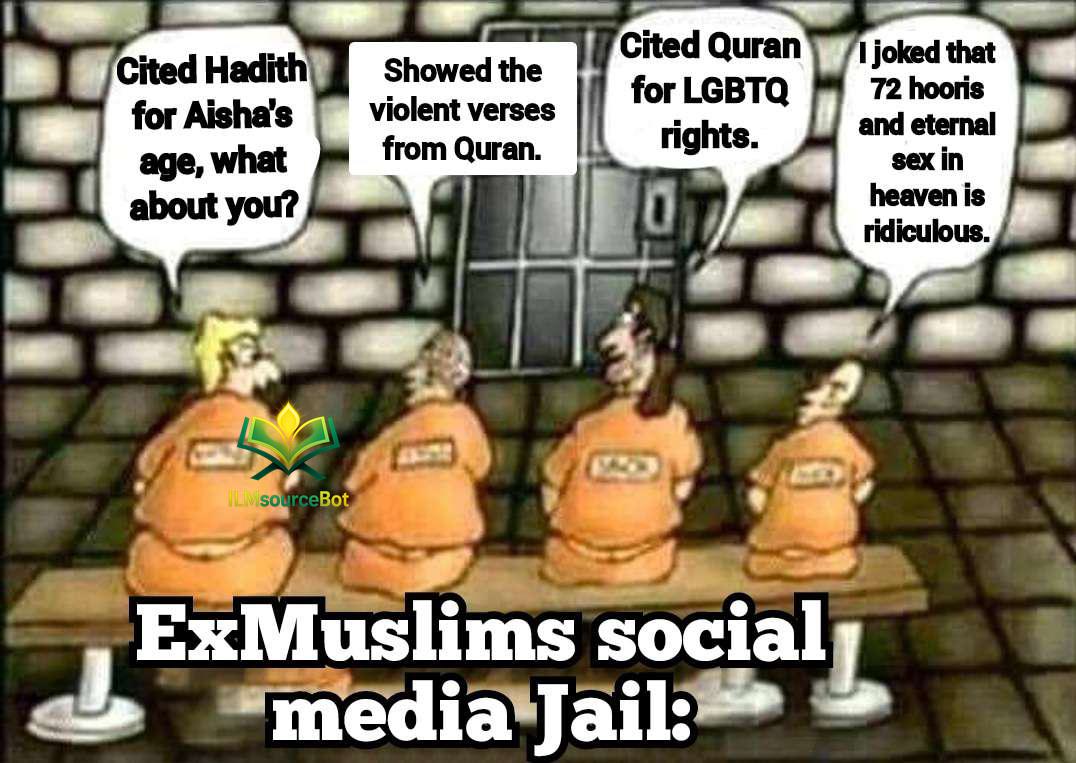 Cited Hadith
for Aisha's
age, what
about you?
Showed the
violent verses
from Quran.
Cited Quran
for LGBTQ
rights.
I joked that
72 hooris
and eternal
sex in
heaven is
ridiculous.
ILMsourceBot
ExMuslims social
media Jail: